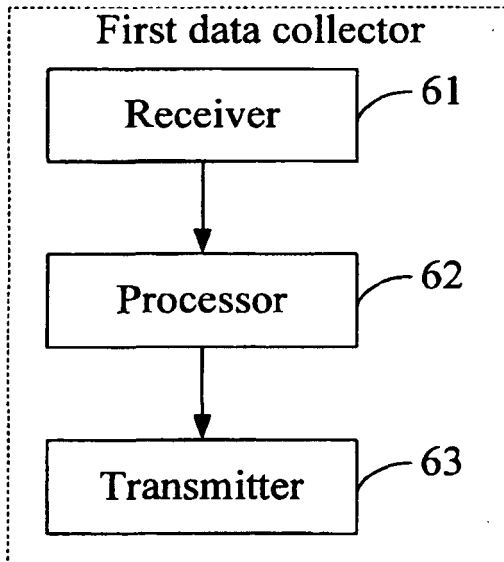 First data collector
Receiver
61
Processor
62
Transmitter
63